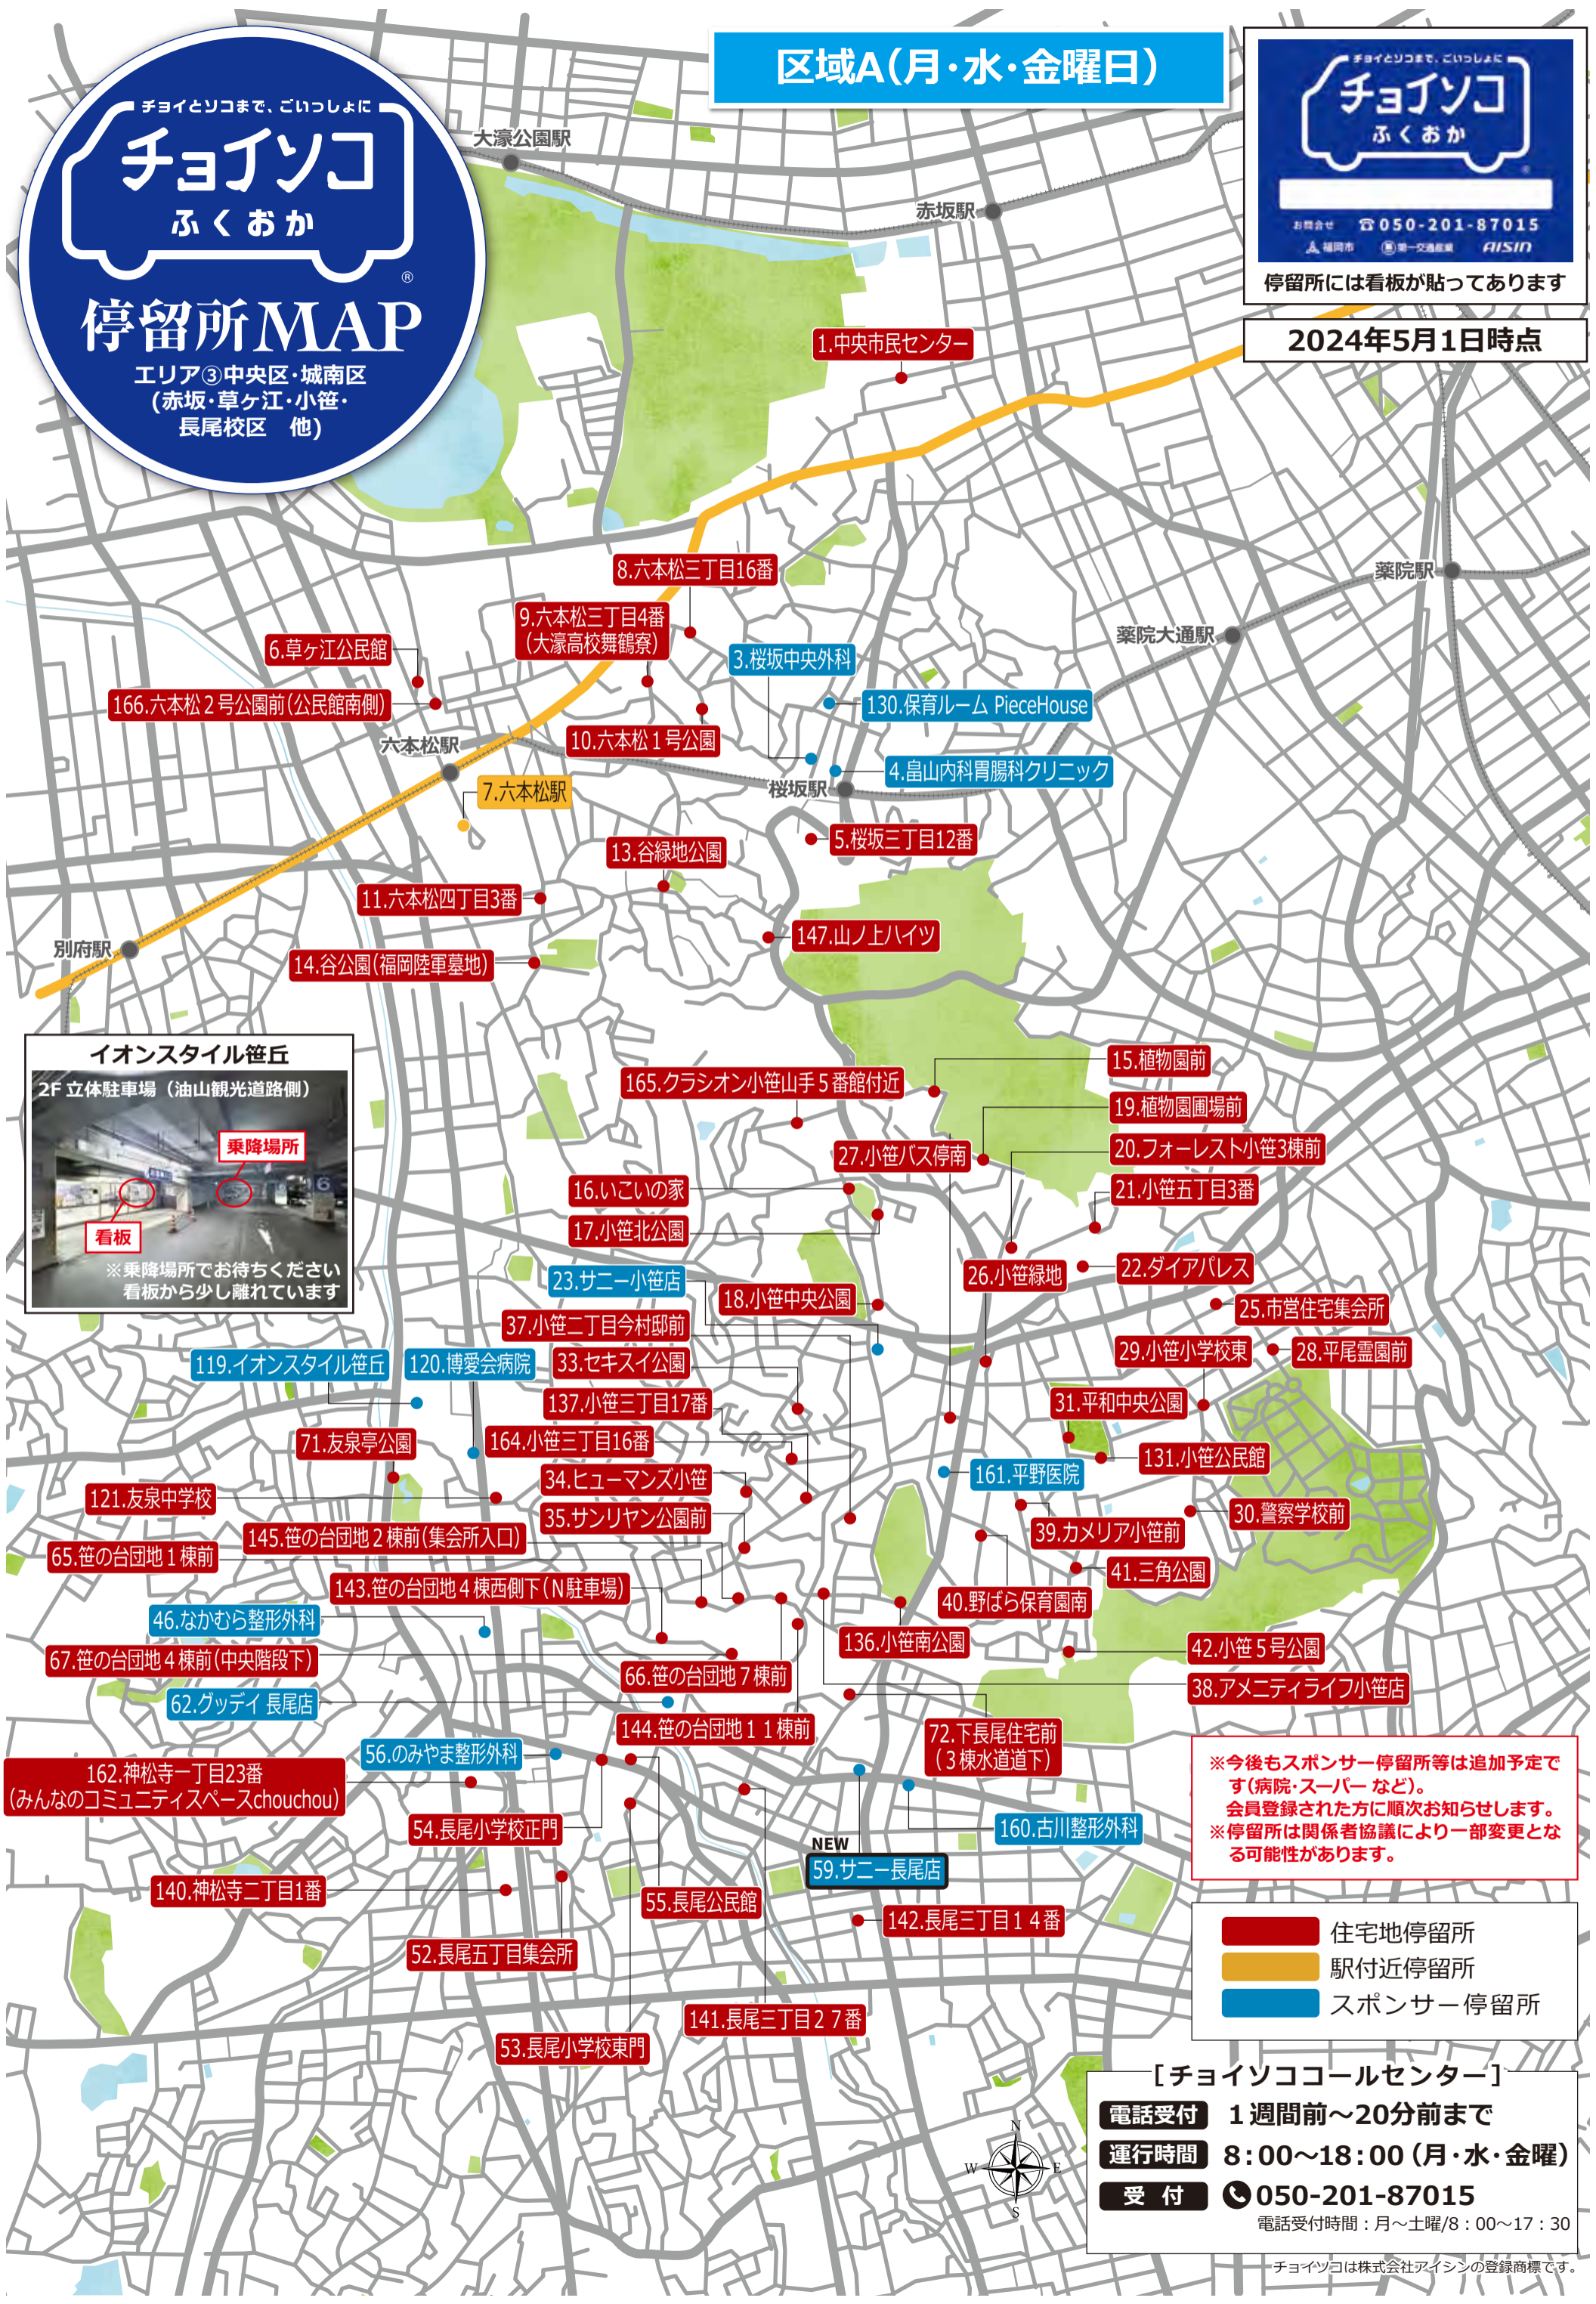 区域A(月・水・金曜日)
チョイとソコまで、ごいっしょに
チョイソコ
ふくおか
®
停留所MAP
エリア③中央区・城南区
(赤坂・草ヶ江・小笹・
長尾校区 他)
チョイとソコまで、ごいっしょに
チョイソコ
ふくおか
お問合せ ☎050-201-87015
福岡市 第一交通産業 AISIN
停留所には看板が貼ってあります
2024年5月1日時点
大濠公園駅
赤坂駅
1.中央市民センター
薬院駅
薬院大通駅
8.六本松三丁目16番
9.六本松三丁目4番
(大濠高校舞鶴寮)
6.草ヶ江公民館
3.桜坂中央外科
166.六本松2号公園前(公民館南側)
130.保育ルーム PieceHouse
六本松駅
10.六本松1号公園
4.畠山内科胃腸科クリニック
桜坂駅
7.六本松駅
5.桜坂三丁目12番
13.谷緑地公園
11.六本松四丁目3番
147.山ノ上ハイツ
別府駅
14.谷公園(福岡陸軍墓地)
イオンスタイル笹丘
2F 立体駐車場(油山観光道路側)
乗降場所
看板
※乗降場所でお待ちください
看板から少し離れています
15.植物園前
165.クラシオン小笹山手5番館付近
19.植物園圃場前
27.小笹バス停南
20.フォーレスト小笹3棟前
16.いこいの家
21.小笹五丁目3番
17.小笹北公園
26.小笹緑地
22.ダイアパレス
23.サニー小笹店
18.小笹中央公園
25.市営住宅集会所
37.小笹二丁目今村邸前
29.小笹小学校東
28.平尾霊園前
119.イオンスタイル笹丘
120.博愛会病院
33.セキスイ公園
137.小笹三丁目17番
31.平和中央公園
71.友泉亭公園
164.小笹三丁目16番
131.小笹公民館
34.ヒューマンズ小笹
161.平野医院
121.友泉中学校
35.サンリヤン公園前
30.警察学校前
145.笹の台団地2棟前(集会所入口)
39.カメリア小笹前
65.笹の台団地1棟前
41.三角公園
143.笹の台団地4棟西側下(N駐車場)
40.野ばら保育園南
46.なかむら整形外科
136.小笹南公園
42.小笹5号公園
67.笹の台団地4棟前(中央階段下)
66.笹の台団地7棟前
38.アメニティライフ小笹店
62.グッデイ 長尾店
144.笹の台団地11棟前
72.下長尾住宅前
(3棟水道道下)
56.のみやま整形外科
162.神松寺一丁目23番
(みんなのコミュニティスペースchouchou)
54.長尾小学校正門
160.古川整形外科
NEW
59.サニー長尾店
140.神松寺二丁目1番
55.長尾公民館
142.長尾三丁目14番
52.長尾五丁目集会所
141.長尾三丁目27番
53.長尾小学校東門
※今後もスポンサー停留所等は追加予定で
す(病院・スーパー など)。
会員登録された方に順次お知らせします。
※停留所は関係者協議により一部変更とな
る可能性があります。
住宅地停留所
駅付近停留所
スポンサー停留所
[チョイソココールセンター]
電話受付 1週間前～20分前まで
運行時間 8:00～18:00(月・水・金曜)
受 付 050-201-87015
電話受付時間:月～土曜/8:00～17:30
N
W E
S
チョイソコは株式会社アイシンの登録商標です。